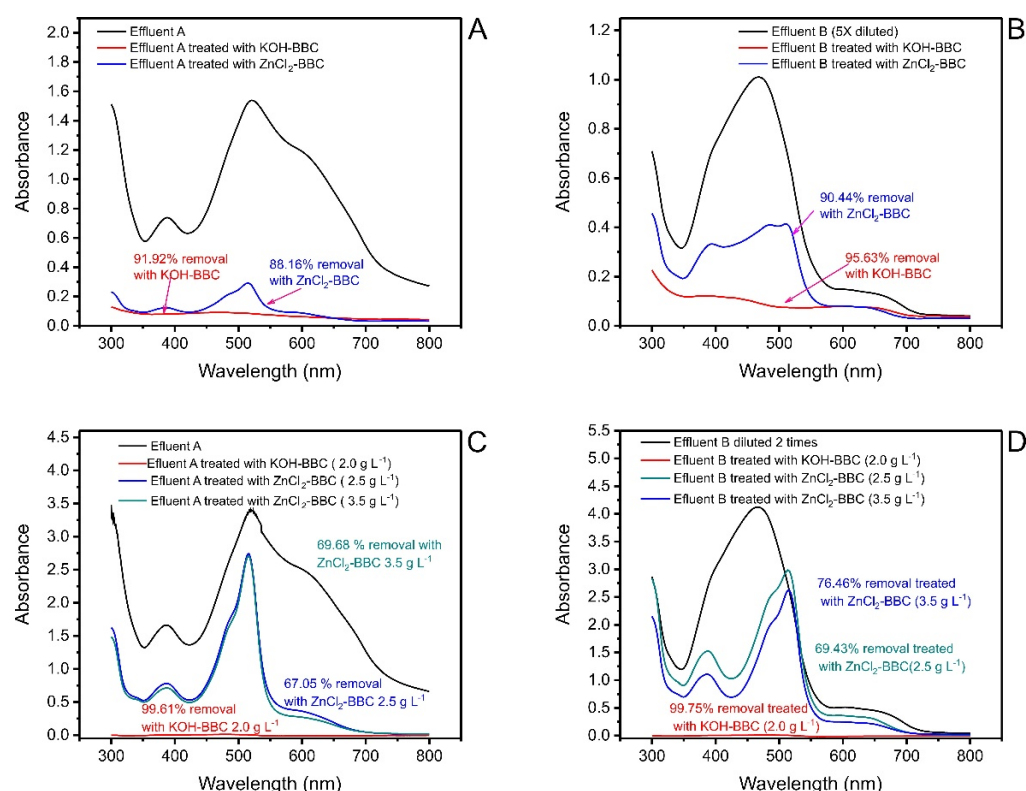 A
Effluent A
Effluent A treated with KOH-BBC
Effluent A treated with ZnCl₂-BBC
2.0
1.8
1.6
1.4
1.2
1.0
0.8
0.6
0.4
0.2
0.0
Absorbance
91.92% removal
with KOH-BBC
88.16% removal
with ZnCl₂-BBC
300 400 500 600 700 800
Wavelength (nm)
B
Effluent B (5X diluted)
Effluent B treated with KOH-BBC
Effluent B treated with ZnCl₂-BBC
1.2
1.0
0.8
0.6
0.4
0.2
0.0
Absorbance
90.44% removal
with ZnCl₂-BBC
95.63% removal
with KOH-BBC
300 400 500 600 700 800
Wavelength (nm)
C
Efluent A
Efluent A treated with KOH-BBC ( 2.0 g L⁻¹)
Efluent A treated with ZnCl₂-BBC ( 2.5 g L⁻¹)
Efluent A treated with ZnCl₂-BBC ( 3.5 g L⁻¹)
4.5
4.0
3.5
3.0
2.5
2.0
1.5
1.0
0.5
0.0
Absorbance
69.68 % removal with
ZnCl₂-BBC 3.5 g L⁻¹
67.05 % removal
with ZnCl₂-BBC 2.5 g L⁻¹
99.61% removal
with KOH-BBC 2.0 g L⁻¹
300 400 500 600 700 800
Wavelength (nm)
D
Effluent B diluted 2 times
Effluent B treated with KOH-BBC (2.0 g L⁻¹)
Effluent B treated with ZnCl₂-BBC (2.5 g L⁻¹)
Effluent B treated with ZnCl₂-BBC (3.5 g L⁻¹)
5.5
5.0
4.5
4.0
3.5
3.0
2.5
2.0
1.5
1.0
0.5
0.0
Absorbance
76.46% removal treated
with ZnCl₂-BBC (3.5 g L⁻¹)
69.43% removal treated
with ZnCl₂-BBC(2.5 g L⁻¹)
99.75% removal treated
with KOH-BBC (2.0 g L⁻¹)
300 400 500 600 700 800
Wavelength (nm)